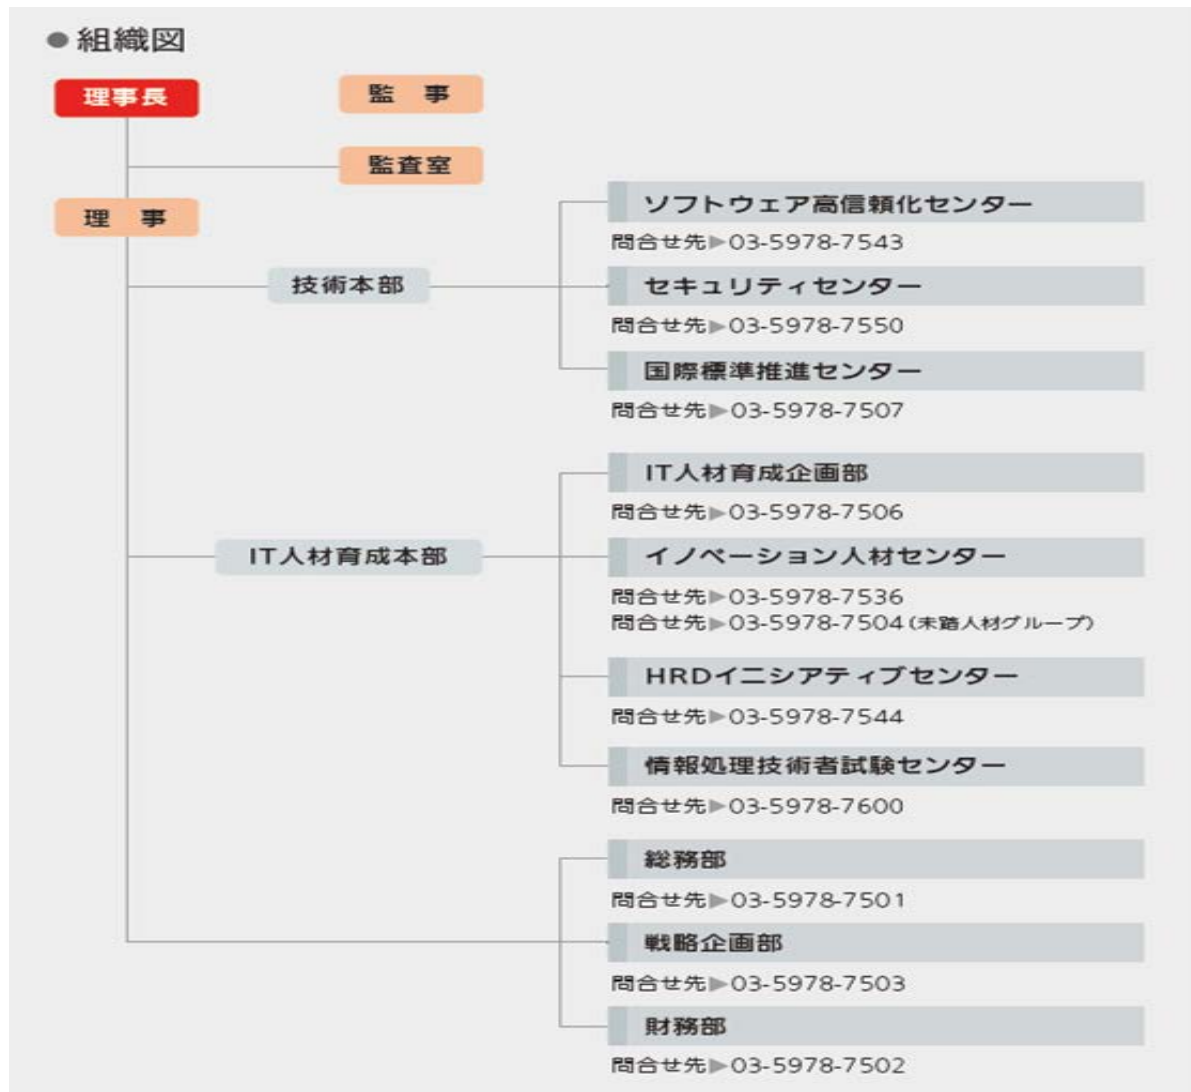 ●組織図
理事長
監 事
監査室
理 事
技術本部
ソフトウェア高信頼化センター
問合せ先▶03-5978-7543
セキュリティセンター
問合せ先▶03-5978-7550
国際標準推進センター
問合せ先▶03-5978-7507
IT人材育成本部
IT人材育成企画部
問合せ先▶03-5978-7506
イノベーション人材センター
問合せ先▶03-5978-7536
問合せ先▶03-5978-7504(未踏人材グループ)
HRDイニシアティブセンター
問合せ先▶03-5978-7544
情報処理技術者試験センター
問合せ先▶03-5978-7600
総務部
問合せ先▶03-5978-7501
戦略企画部
問合せ先▶03-5978-7503
財務部
問合せ先▶03-5978-7502